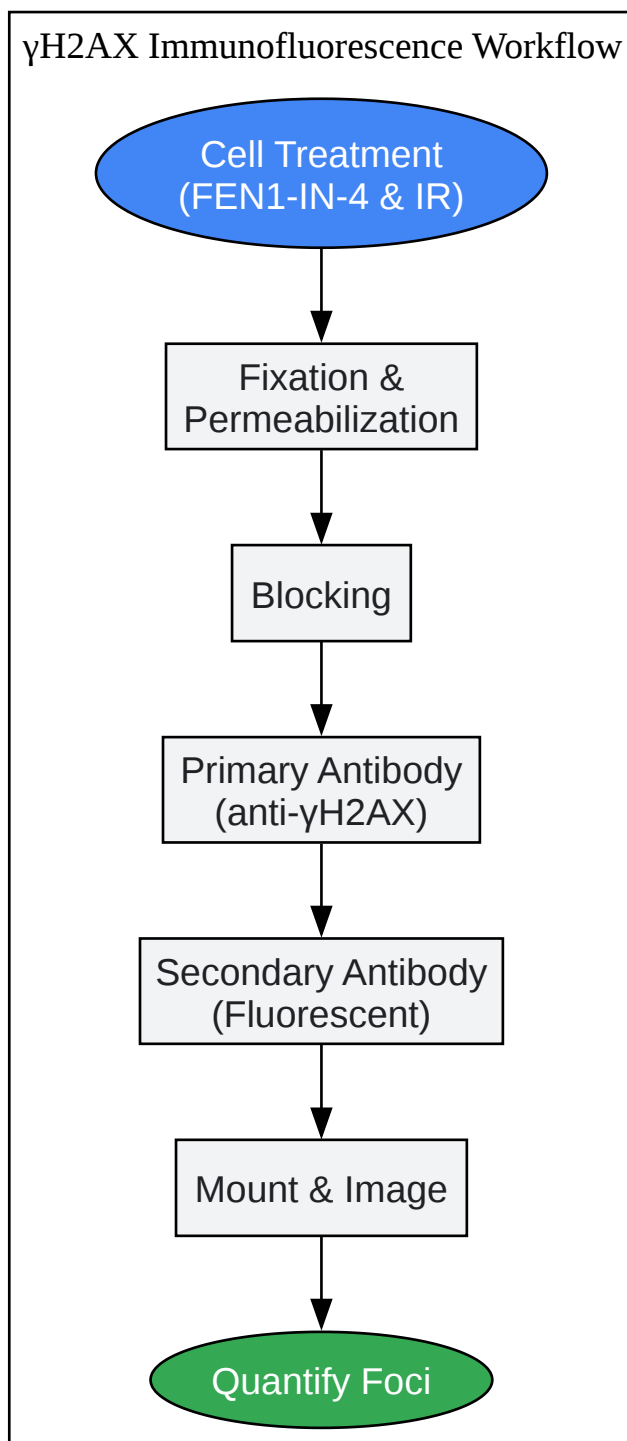 γH2AX Immunofluorescence Workflow
Cell Treatment
(FEN1-IN-4 & IR)
Fixation &
Permeabilization
Blocking
Primary Antibody
(anti-γH2AX)
Secondary Antibody
(Fluorescent)
Mount & Image
Quantify Foci